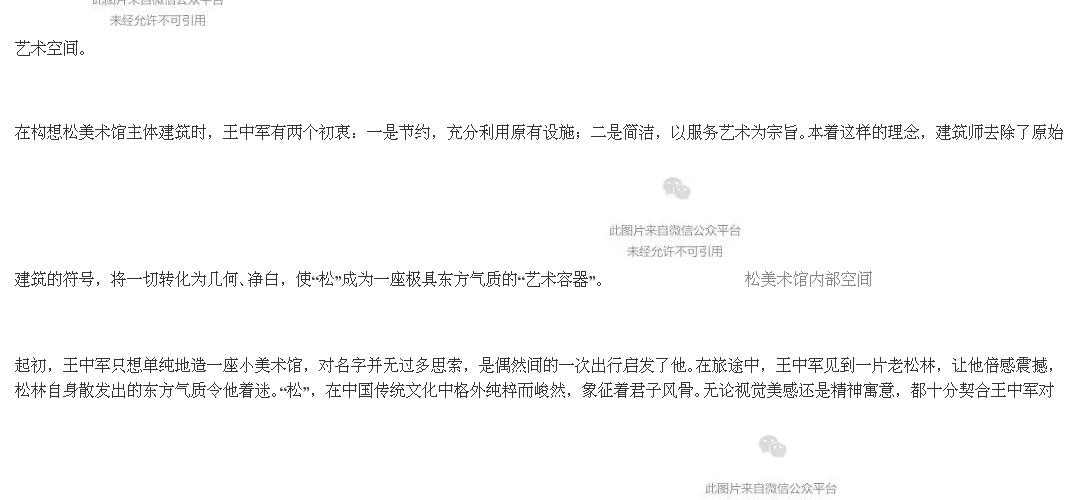 此图片来自微信公众平台
未经允许不可引用
艺术空间。
在构想松美术馆主体建筑时，王中军有两个初衷：一是节约，充分利用原有设施；二是简洁，以服务艺术为宗旨。本着这样的理念，建筑师去除了原始
此图片来自微信公众平台
未经允许不可引用
建筑的符号，将一切转化为几何、净白，使“松”成为一座极具东方气质的“艺术容器”。 松美术馆内部空间
起初，王中军只想单纯地造一座小美术馆，对名字并无过多思索，是偶然间的一次出行启发了他。在旅途中，王中军见到一片老松林，让他倍感震撼，
松林自身散发出的东方气质令他着迷。“松”，在中国传统文化中格外纯粹而峻然，象征着君子风骨。无论视觉美感还是精神寓意，都十分契合王中军对
此图片来自微信公众平台